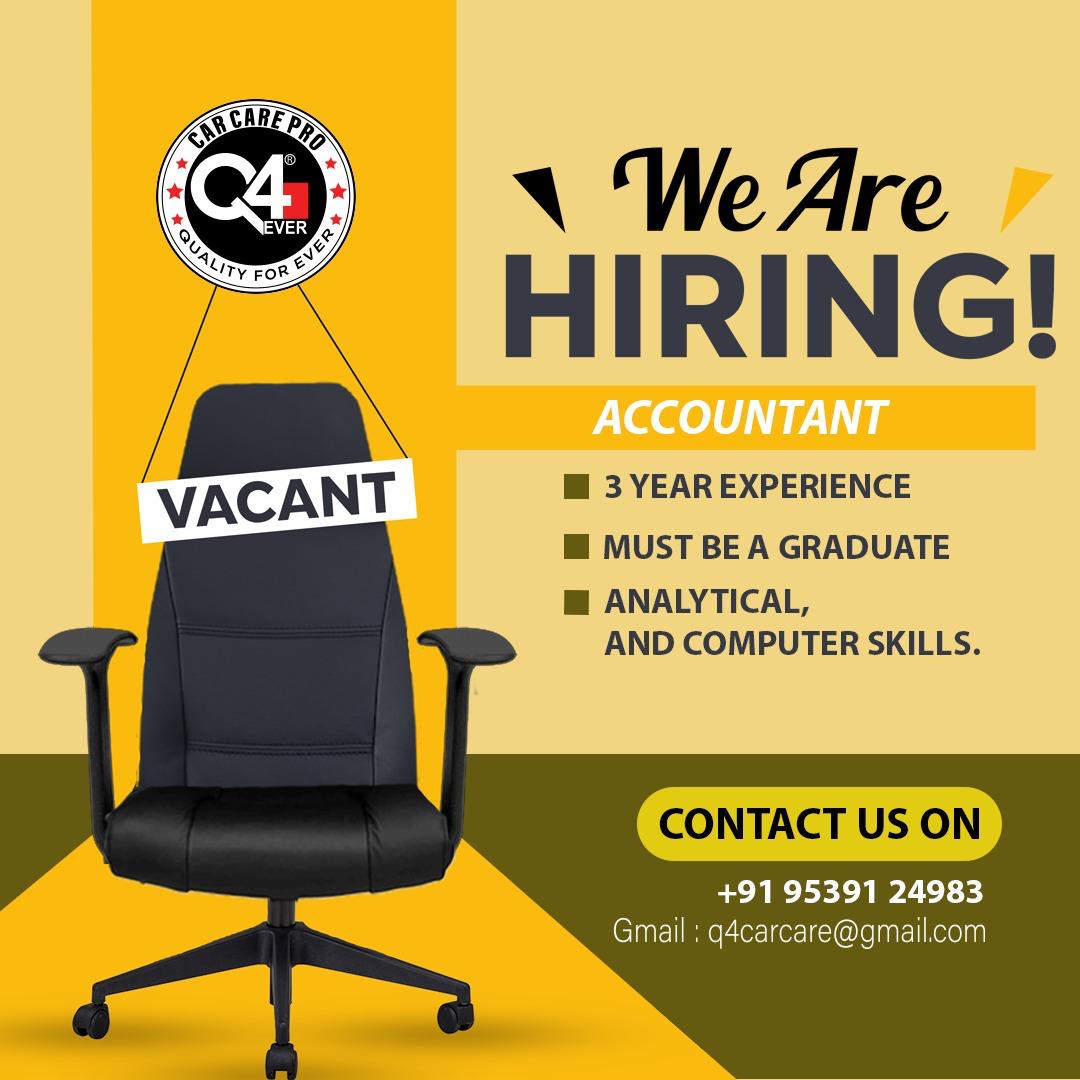 CAR CARE PRO
Q4®
EVER
QUALITY FOR EVER
VACANT
We Are
HIRING!
ACCOUNTANT
3 YEAR EXPERIENCE
MUST BE A GRADUATE
ANALYTICAL,
AND COMPUTER SKILLS.
CONTACT US ON
+91 95391 24983
Gmail : q4carcare@gmail.com